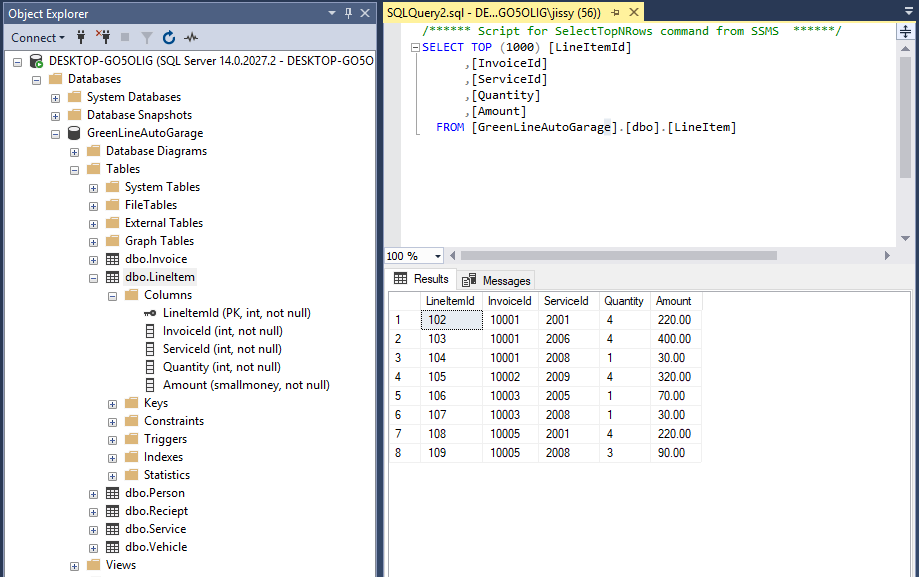 Object Explorer
Connect
DESKTOP-GO5OLIG (SQL Server 14.0.2027.2 - DESKTOP-GO5O
Databases
System Databases
Database Snapshots
GreenLineAutoGarage
Database Diagrams
Tables
System Tables
FileTables
External Tables
Graph Tables
dbo.Invoice
dbo.LineItem
Columns
LineItemId (PK, int, not null)
InvoiceId (int, not null)
ServiceId (int, not null)
Quantity (int, not null)
Amount (smallmoney, not null)
Keys
Constraints
Triggers
Indexes
Statistics
dbo.Person
dbo.Reciept
dbo.Service
dbo.Vehicle
Views
SQLQuery2.sql - DE...GO5OLIG\jissy (56))
/****** Script for SelectTopNRows command from SSMS ******/
SELECT TOP (1000) [LineItemId]
,[InvoiceId]
,[ServiceId]
,[Quantity]
,[Amount]
FROM [GreenLineAutoGarage].[dbo].[LineItem]
100 %
Results Messages
LineItemId InvoiceId ServiceId Quantity Amount
1 102 10001 2001 4 220.00
2 103 10001 2006 4 400.00
3 104 10001 2008 1 30.00
4 105 10002 2009 4 320.00
5 106 10003 2005 1 70.00
6 107 10003 2008 1 30.00
7 108 10005 2001 4 220.00
8 109 10005 2008 3 90.00